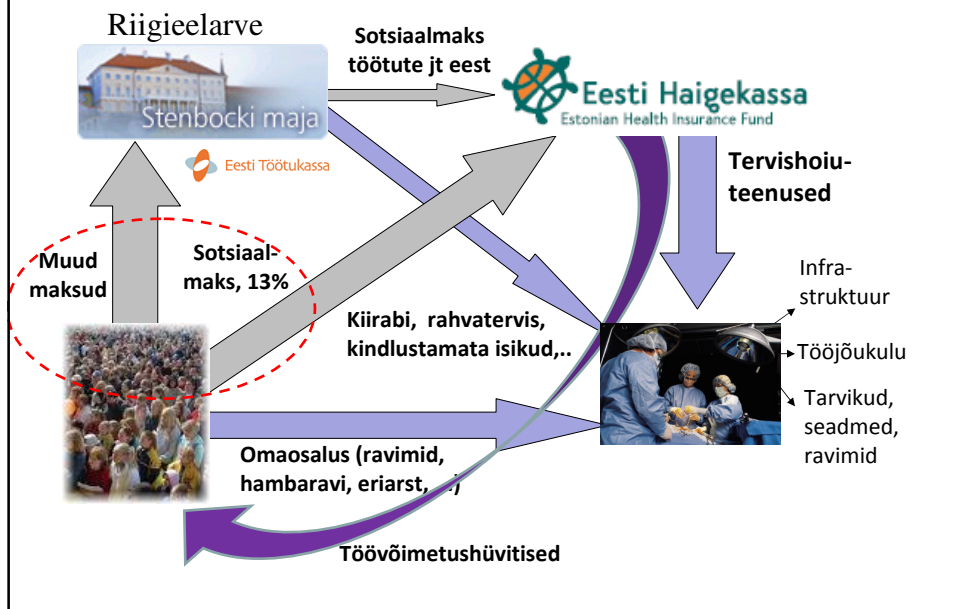 Riigieelarve
Sotsiaalmaks
töötute jt eest
Stenbocki maja
Eesti Haigekassa
Estonian Health Insurance Fund
Eesti Töötukassa
Tervishoiu-
teenused
Muud
maksud
Sotsiaal-
maks, 13%
Infra-
struktuur
Kiirabi, rahvatervis,
kindlustamata isikud,..
Tööjõukulu
Tarvikud,
seadmed,
ravimid
Omaosalus (ravimid,
hambaravi, eriarst,
Töövõimetushüvitised